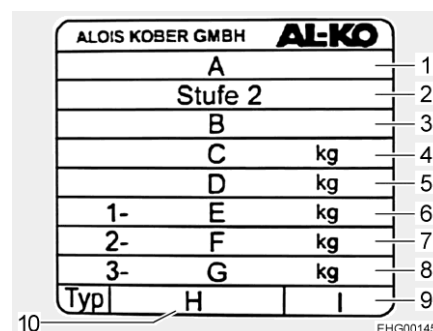 ALOIS KOBER GMBH AL-KO
A 1
Stufe 2 2
B 3
C kg 4
D kg 5
1- E kg 6
2- F kg 7
3- G kg 8
Typ H I 9
10 EHG00145